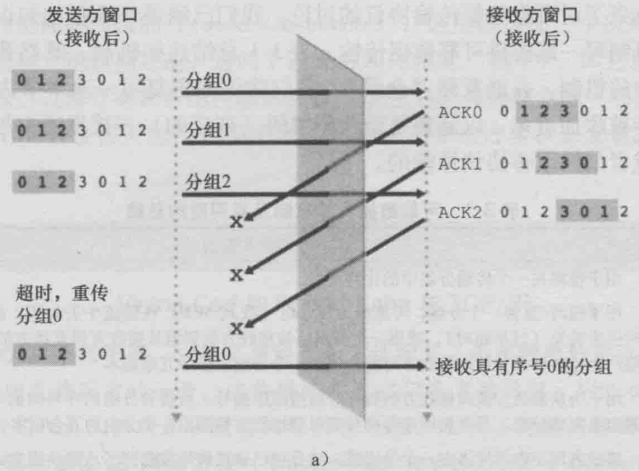 发送方窗口
（接收后）
接收方窗口
（接收后）
0 1 2 3 0 1 2
分组0
ACK0 0 1 2 3 0 1 2
0 1 2 3 0 1 2
分组1
ACK1 0 1 2 3 0 1 2
0 1 2 3 0 1 2
分组2
ACK2 0 1 2 3 0 1 2
x
x
x
超时，重传
分组0
0 1 2 3 0 1 2
分组0
接收具有序号0的分组
a）